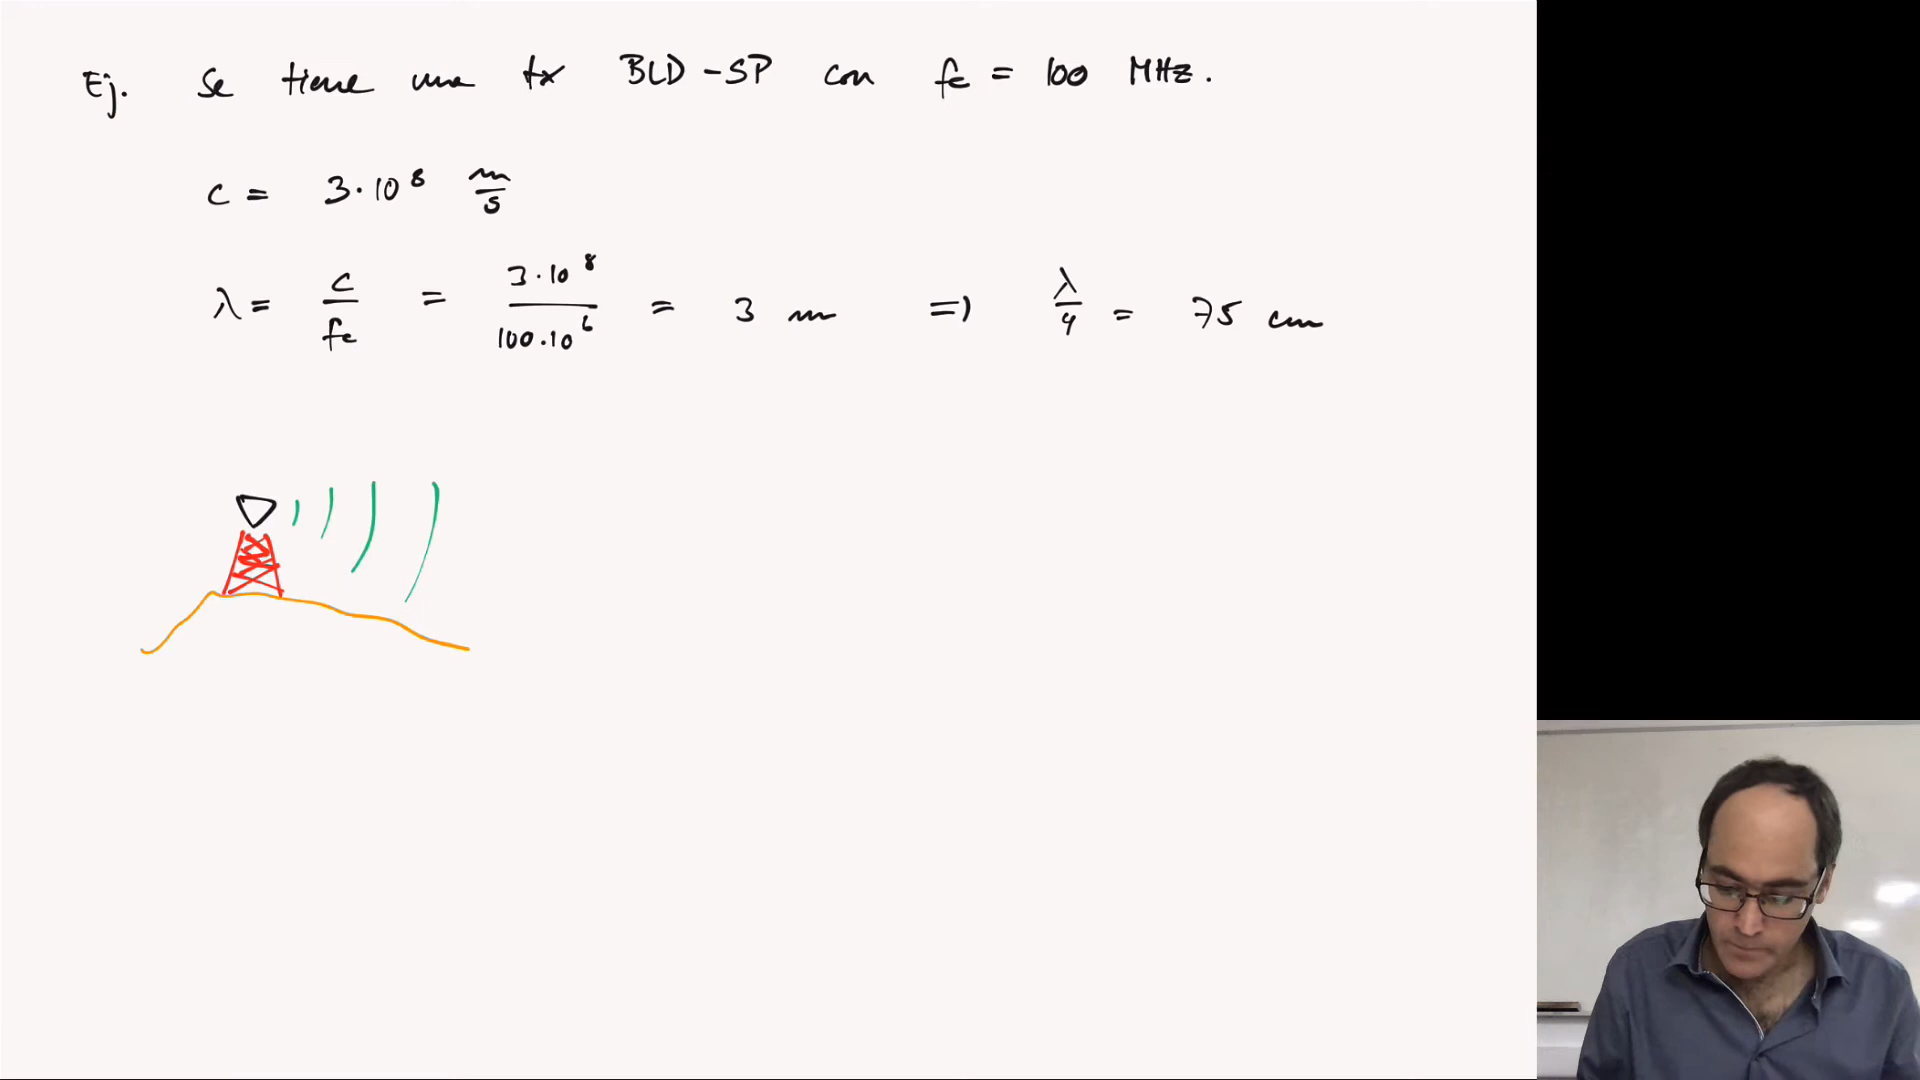 Ej. Se tiene una tx BLD-SP con fc = 100 MHz.
c = 3·10⁸ m/s
λ = c/fc = 3·10⁸/100·10⁶ = 3 m ⇒ λ/4 = 75 cm